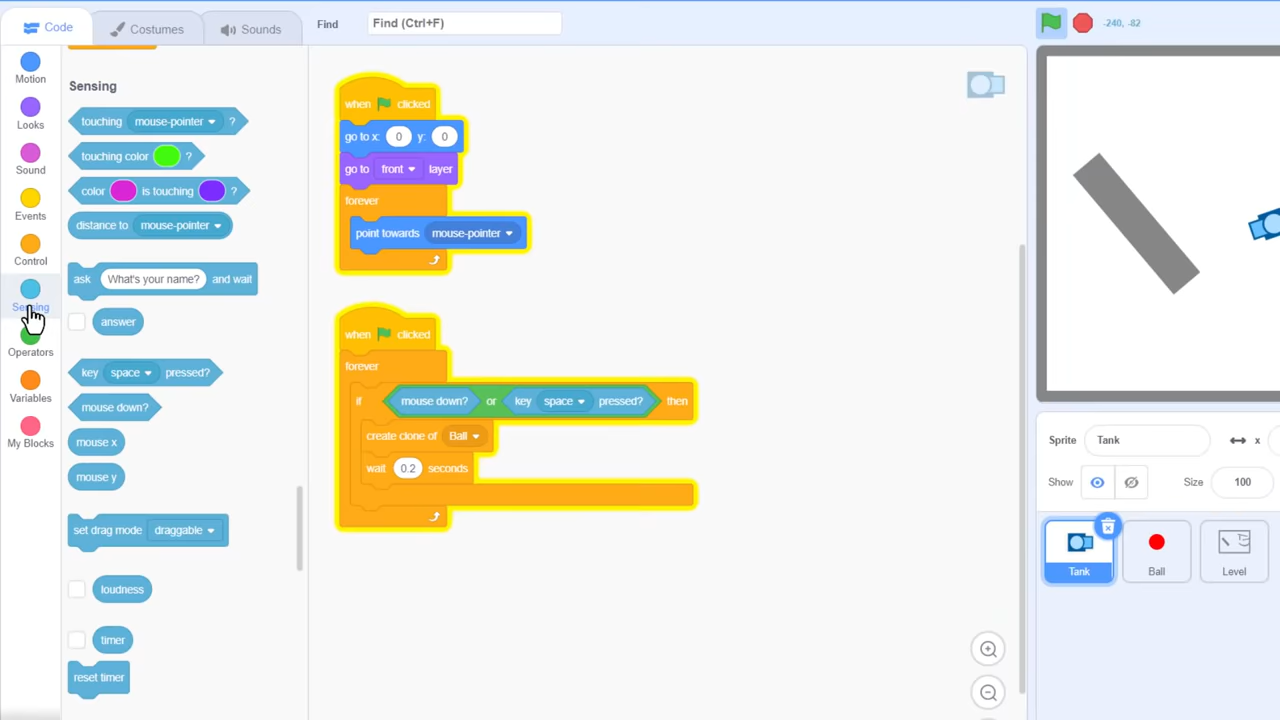 Code
Costumes
Sounds
Find
Find (Ctrl+F)
-240, -82
Motion
Looks
Sound
Events
Control
Sensing
Operators
Variables
My Blocks
Sensing
touching mouse-pointer ?
touching color ?
color is touching ?
distance to mouse-pointer
ask What's your name? and wait
answer
key space pressed?
mouse down?
mouse x
mouse y
set drag mode draggable
loudness
timer
reset timer
when clicked
go to x: 0 y: 0
go to front layer
forever
point towards mouse-pointer
when clicked
forever
if mouse down? or key space pressed? then
create clone of Ball
wait 0.2 seconds
Sprite Tank x
Show Size 100
Tank
Ball
Level